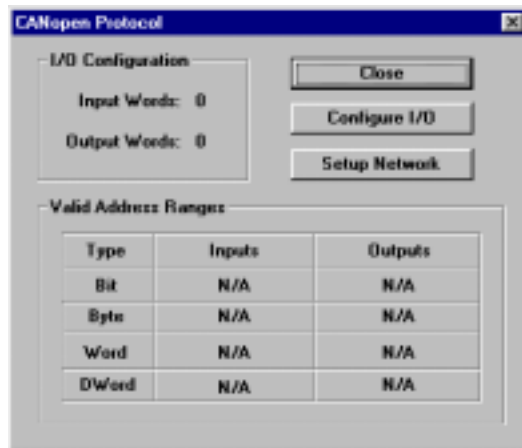 CANopen Protocol
I/O Configuration
Input Words: 0
Output Words: 0
Close
Configure I/O
Setup Network
Valid Address Ranges
Type Inputs Outputs
Bit N/A N/A
Byte N/A N/A
Word N/A N/A
DWord N/A N/A